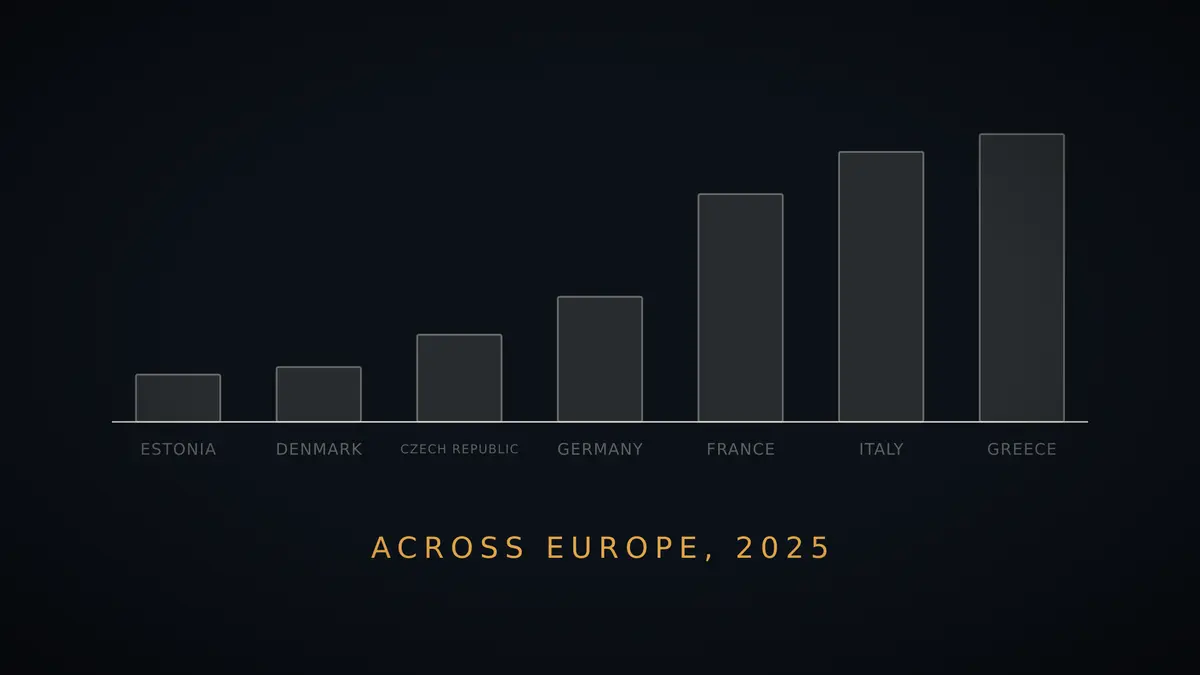 ESTONIA DENMARK CZECH REPUBLIC GERMANY FRANCE ITALY GREECE
ACROSS EUROPE, 2025